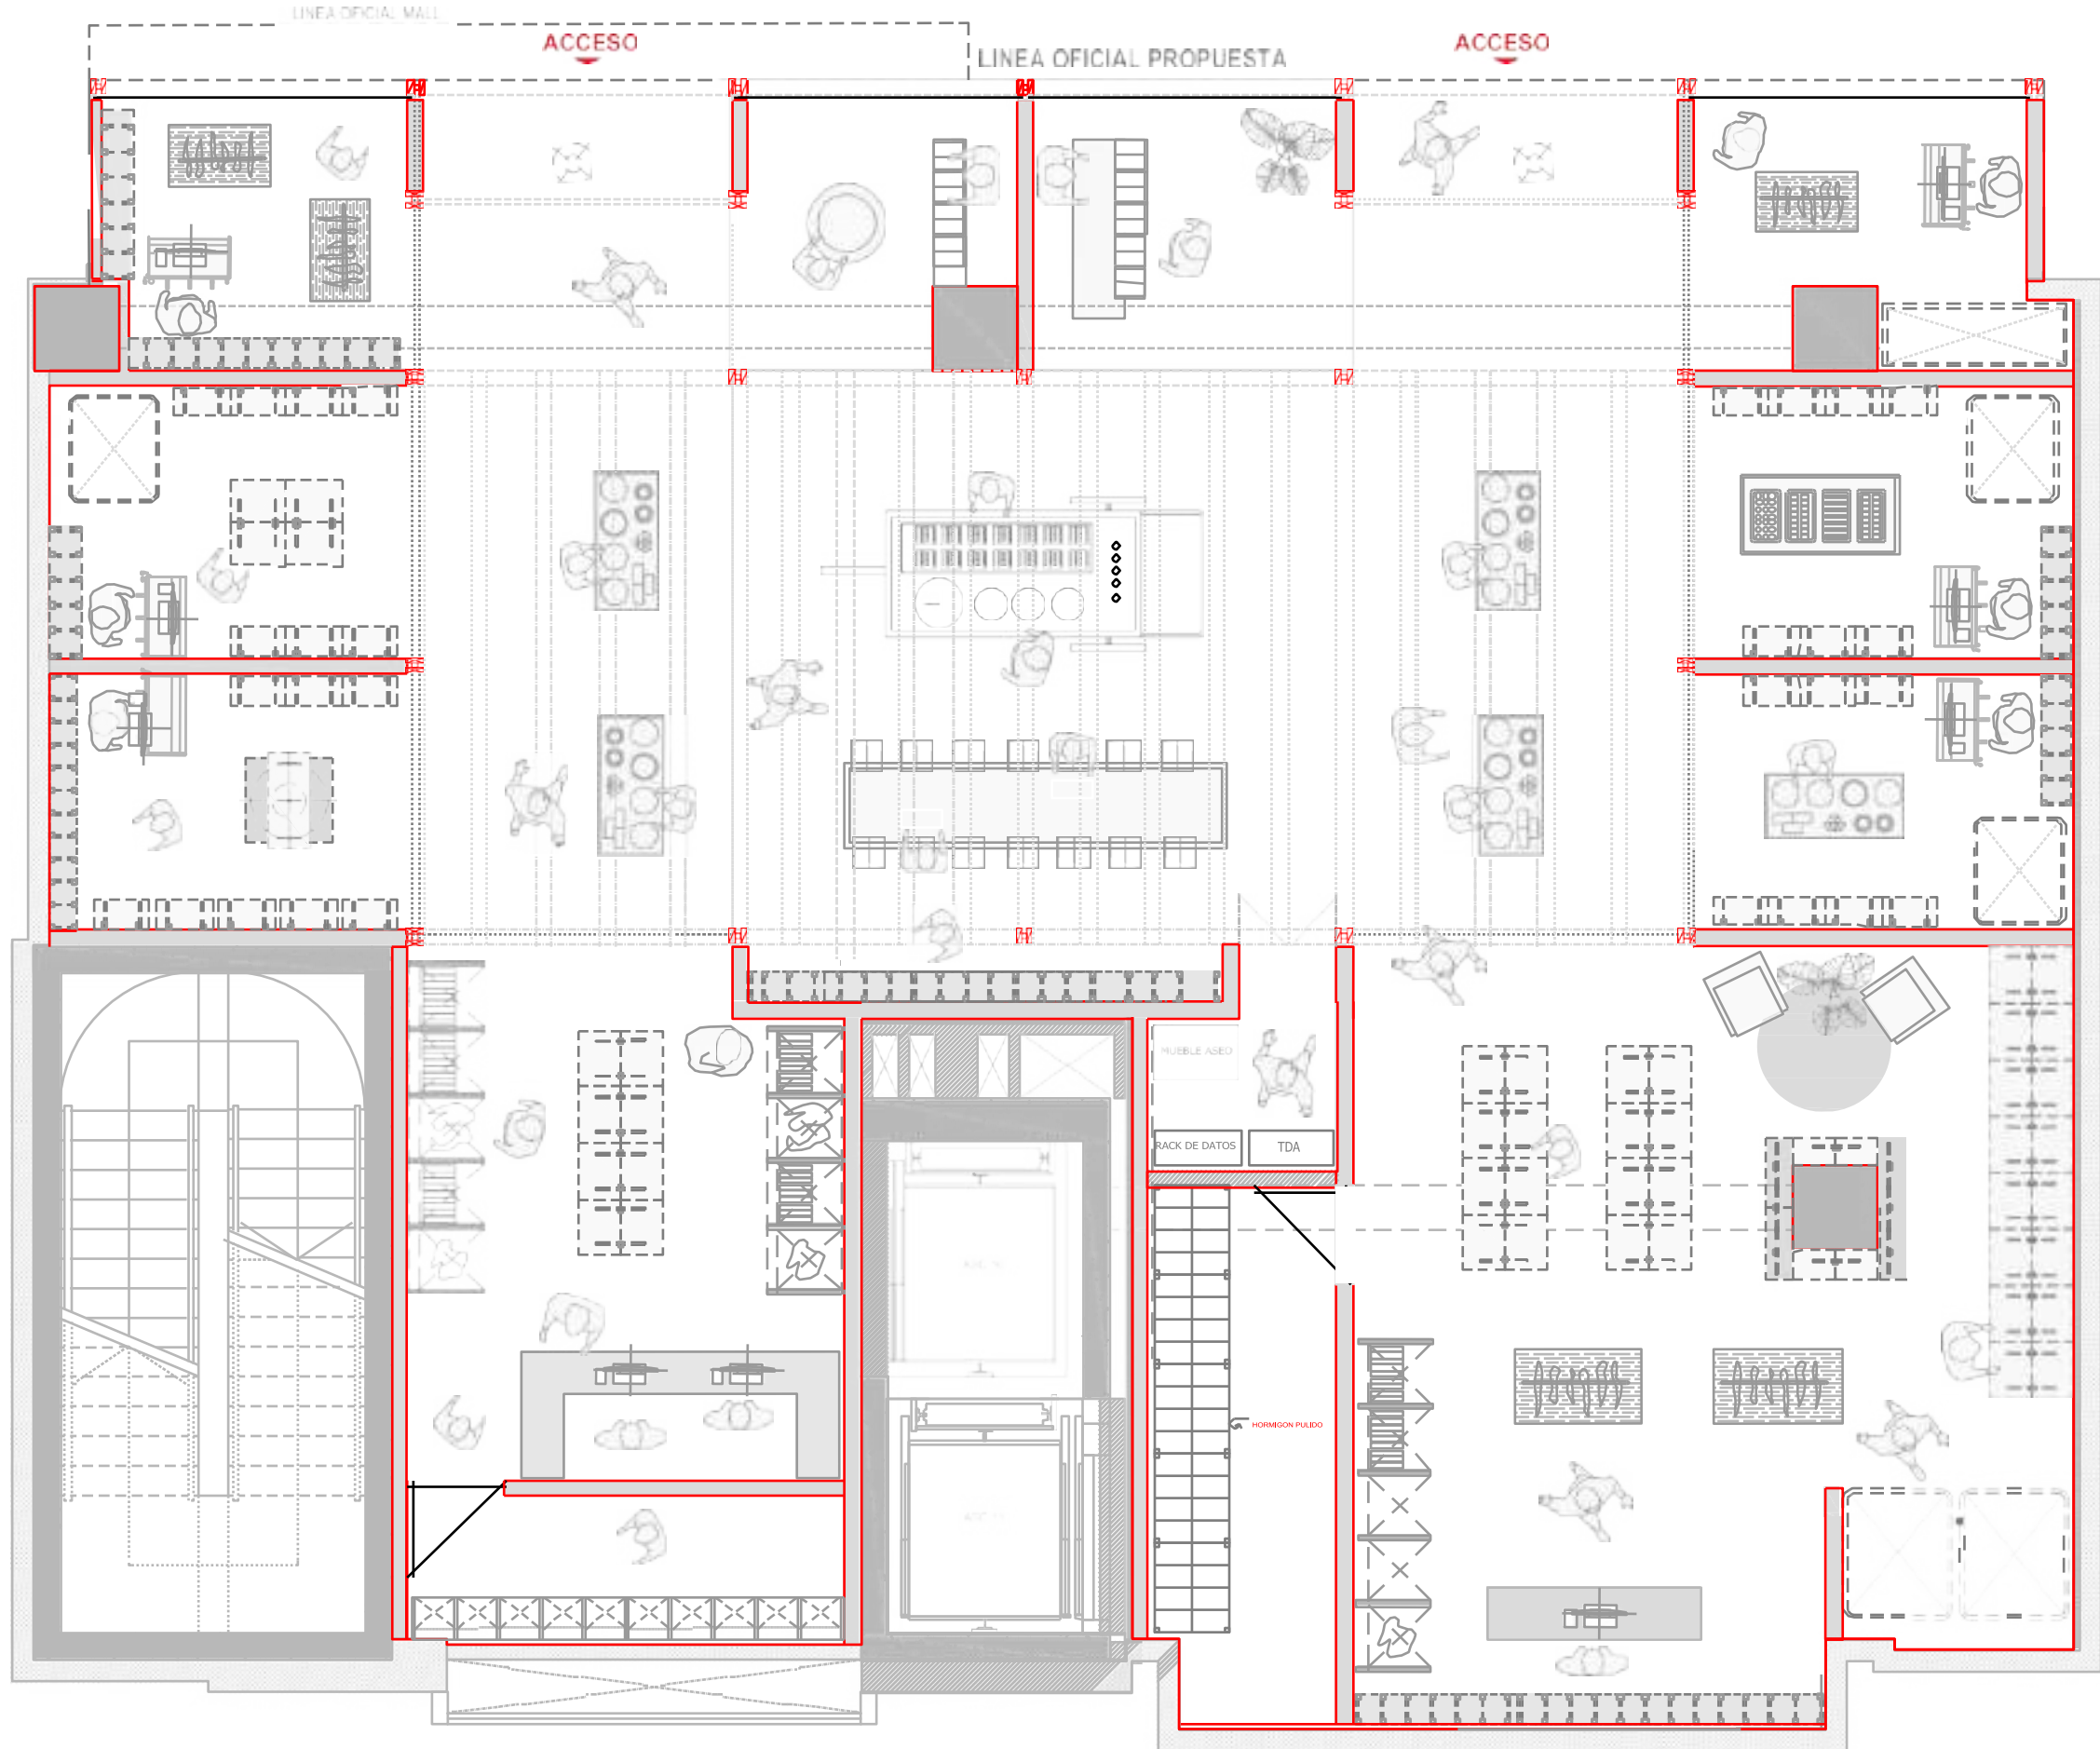 LINEA OFICIAL MALL
ACCESO
ACCESO
LINEA OFICIAL PROPUESTA
MUEBLE ASEO
RACK DE DATOS
TDA
HORMIGON PULIDO